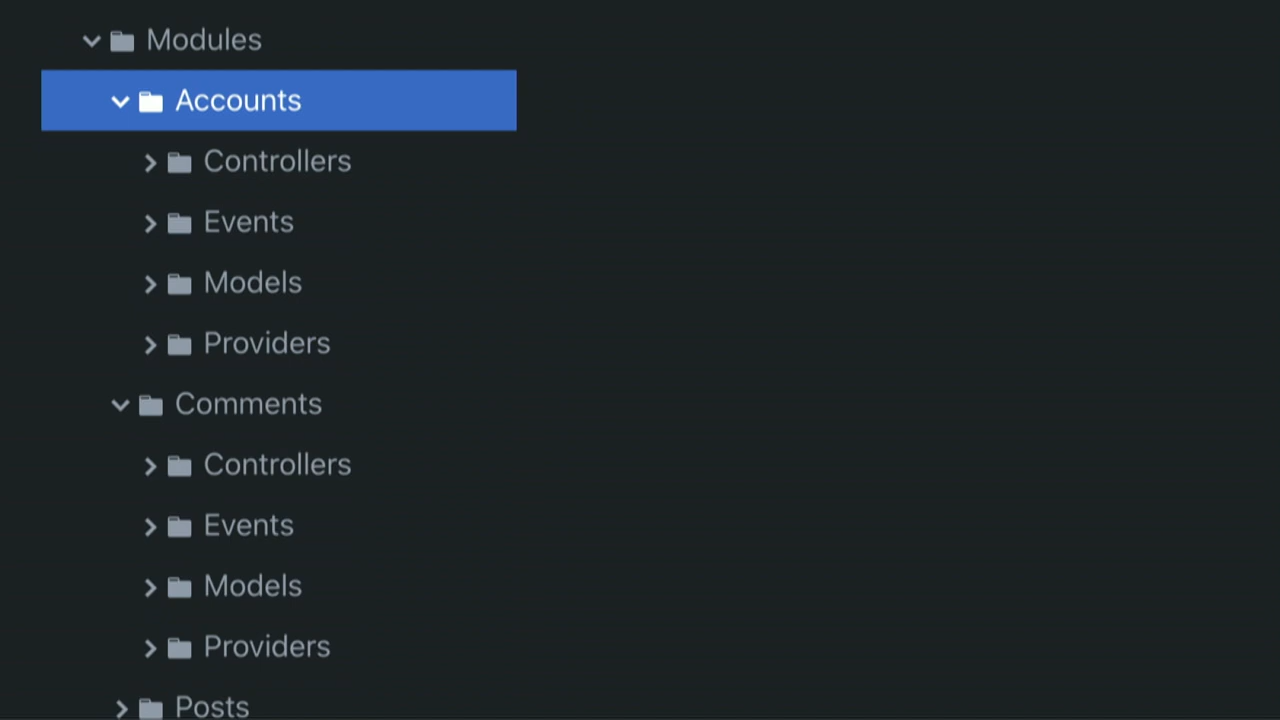 Modules
Accounts
Controllers
Events
Models
Providers
Comments
Controllers
Events
Models
Providers
Posts